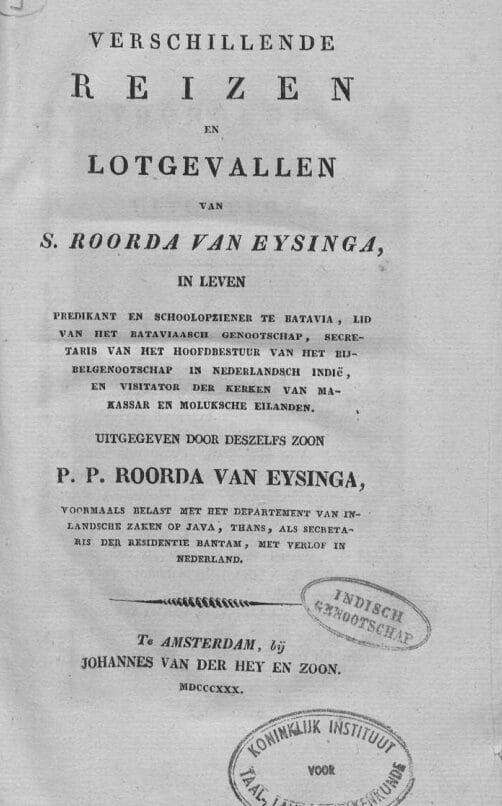 VERSCHILLENDE
REIZEN
EN
LOTGEVALLEN
VAN
S. ROORDA VAN EYSINGA,
IN LEVEN
PREDIKANT EN SCHOOLOPZIENER TE BATAVIA, LID
VAN HET BATAVIAASCH GENOOTSCHAP, SECRE-
TARIS VAN HET HOOFDBESTUUR VAN HET BIJ-
BELGENOOTSCHAP IN NEDERLANDSCH INDIë,
EN VISITATOR DER KERKEN VAN MA-
KASSAR EN MOLUKSCHE EILANDEN.
UITGEGEVEN DOOR DESZELFS ZOON
P. P. ROORDA VAN EYSINGA,
VOORMAALS BELAST MET HET DEPARTEMENT VAN IN-
LANDSCHE ZAKEN OP JAVA, THANS, ALS SECRETA-
RIS DER RESIDENTIE BANTAM, MET VERLOF IN
NEDERLAND.
INDISCH
GENOOTSCHAP
Te AMSTERDAM, bij
JOHANNES VAN DER HEY EN ZOON.
MDCCCXXX.
KONINKLIJK INSTITUUT
VOOR
TAAL